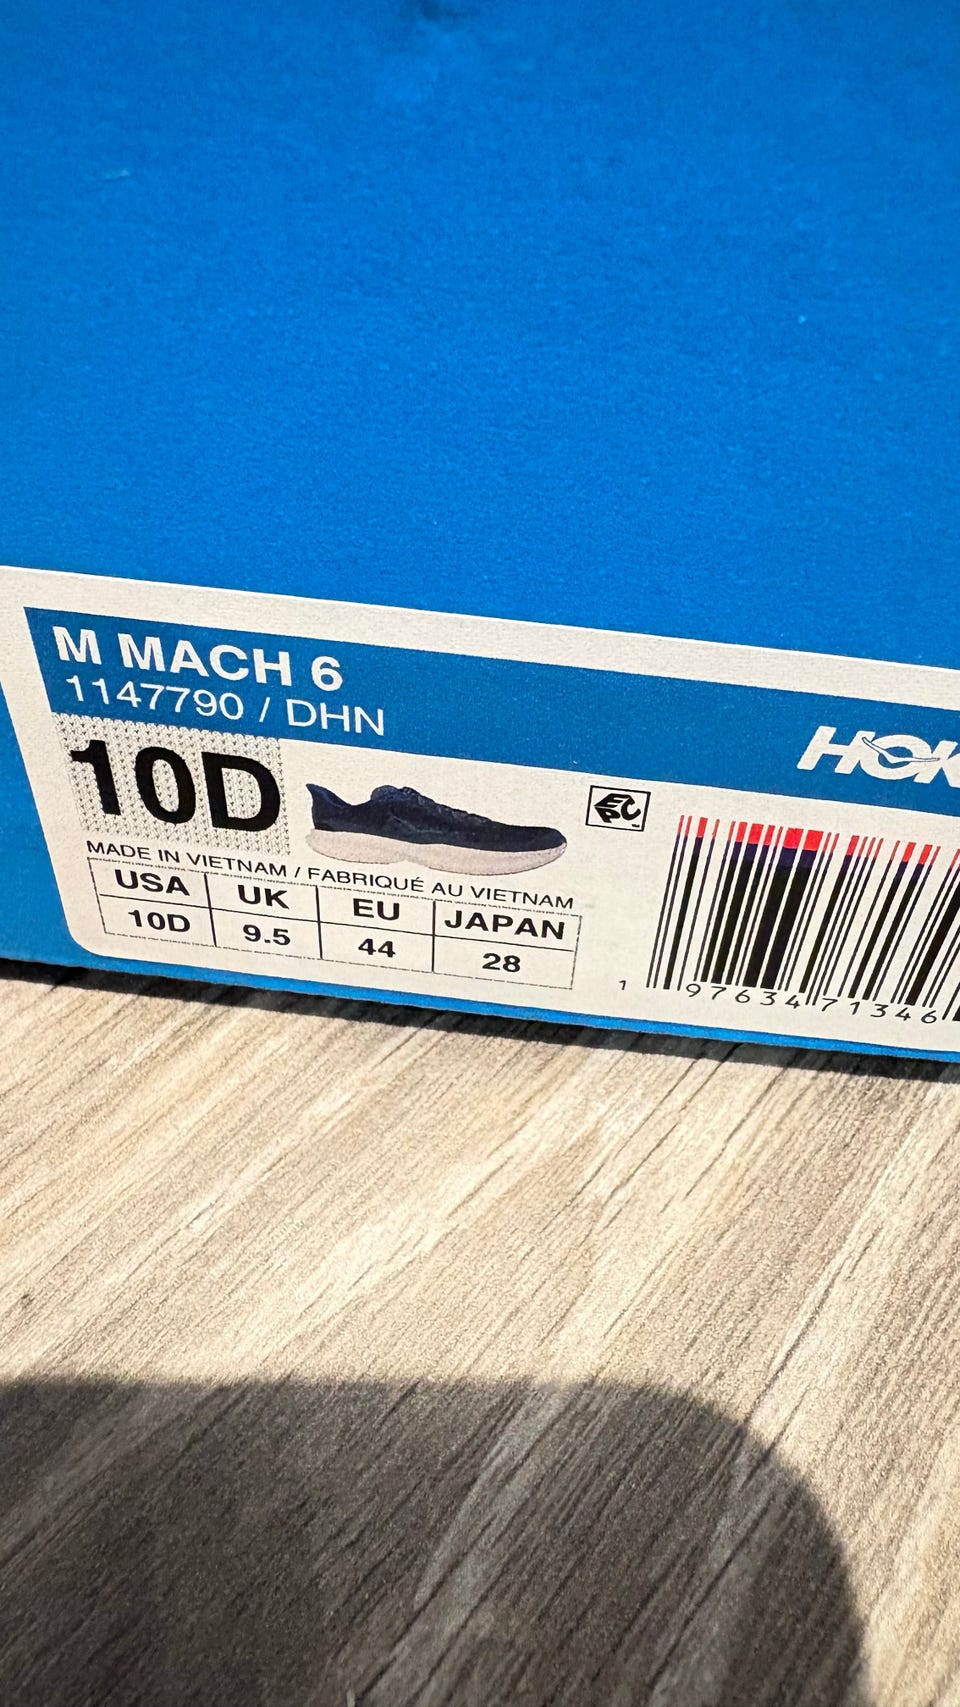 M MACH 6
1147790 / DHN
HOK
10D
MADE IN VIETNAM / FABRIQUÉ AU VIETNAM
USA UK EU JAPAN
10D 9.5 44 28
1 97634 71346